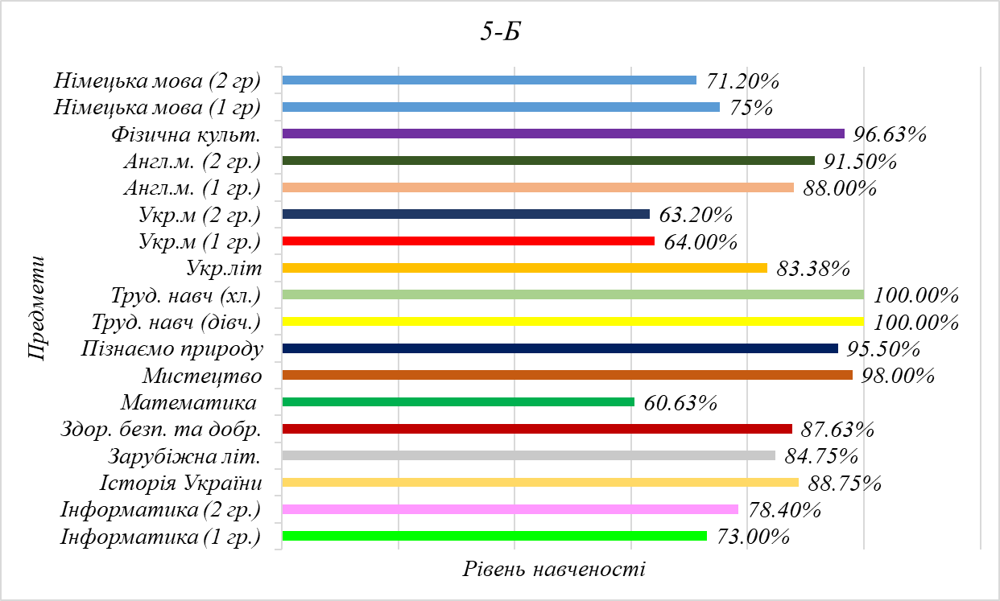 5-Б
Німецька мова (2 гр) 71.20%
Німецька мова (1 гр) 75%
Фізична культ. 96.63%
Англ.м. (2 гр.) 91.50%
Англ.м. (1 гр.) 88.00%
Укр.м (2 гр.) 63.20%
Укр.м (1 гр.) 64.00%
Укр.літ 83.38%
Труд. навч (хл.) 100.00%
Труд. навч (дівч.) 100.00%
Пізнаємо природу 95.50%
Мистецтво 98.00%
Математика 60.63%
Здор. безп. та добр. 87.63%
Зарубіжна літ. 84.75%
Історія України 88.75%
Інформатика (2 гр.) 78.40%
Інформатика (1 гр.) 73.00%
Предмети
Рівень навченості